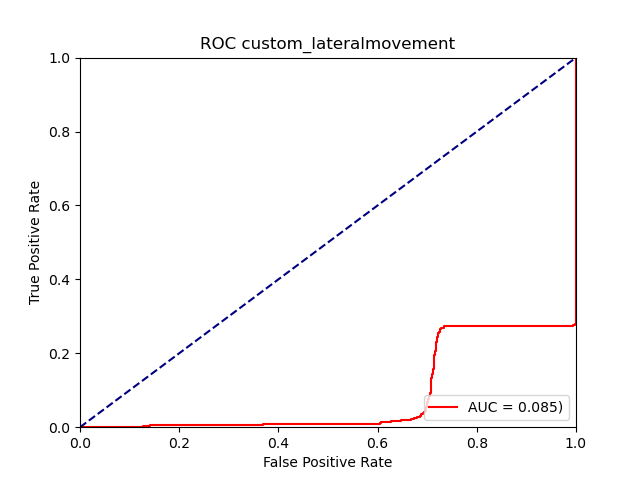 ROC custom_lateralmovement
True Positive Rate
1.0
0.8
0.6
0.4
0.2
0.0
AUC = 0.085)
0.0 0.2 0.4 0.6 0.8 1.0
False Positive Rate